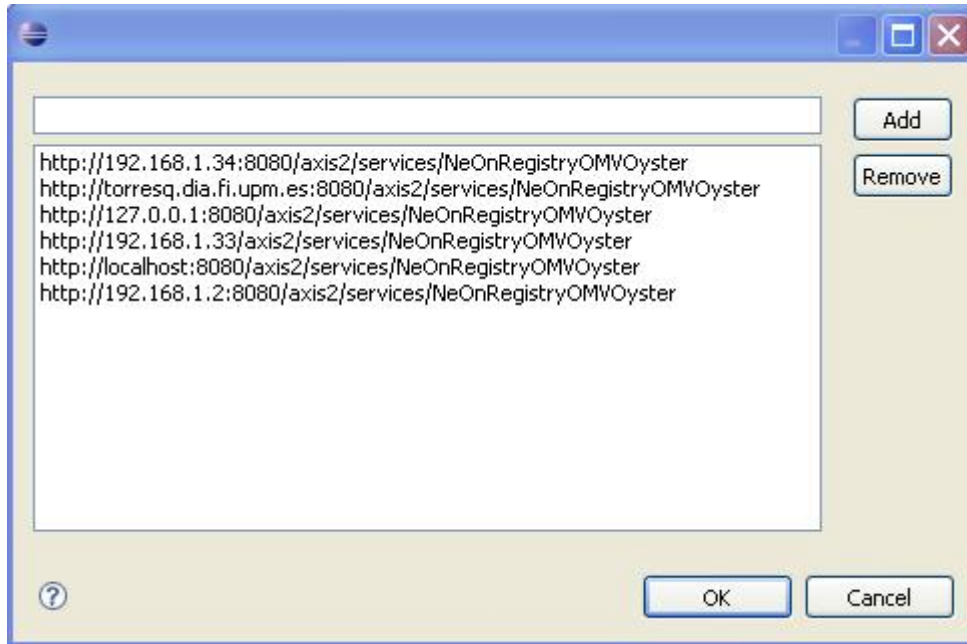 Add
http://192.168.1.34:8080/axis2/services/NeOnRegistryOMVOyster
http://torresq.dia.fi.upm.es:8080/axis2/services/NeOnRegistryOMVOyster
http://127.0.0.1:8080/axis2/services/NeOnRegistryOMVOyster
http://192.168.1.33/axis2/services/NeOnRegistryOMVOyster
http://localhost:8080/axis2/services/NeOnRegistryOMVOyster
http://192.168.1.2:8080/axis2/services/NeOnRegistryOMVOyster
Remove
?
OK
Cancel